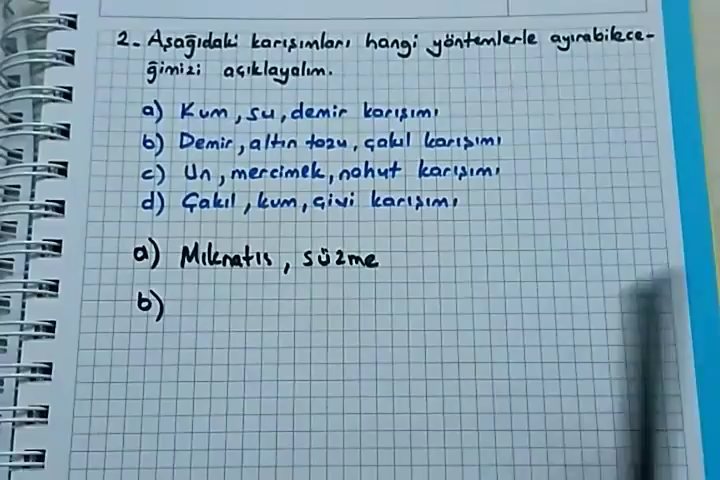 2- Aşağıdaki karışımları hangi yöntemlerle ayırabilece-
ğimizi açıklayalım.
a) Kum, su, demir karışımı
b) Demir, altın tozu, çakıl karışımı
c) Un, mercimek, nohut karışımı
d) Çakıl, kum, çivi karışımı
a) Mıknatıs, süzme
b)